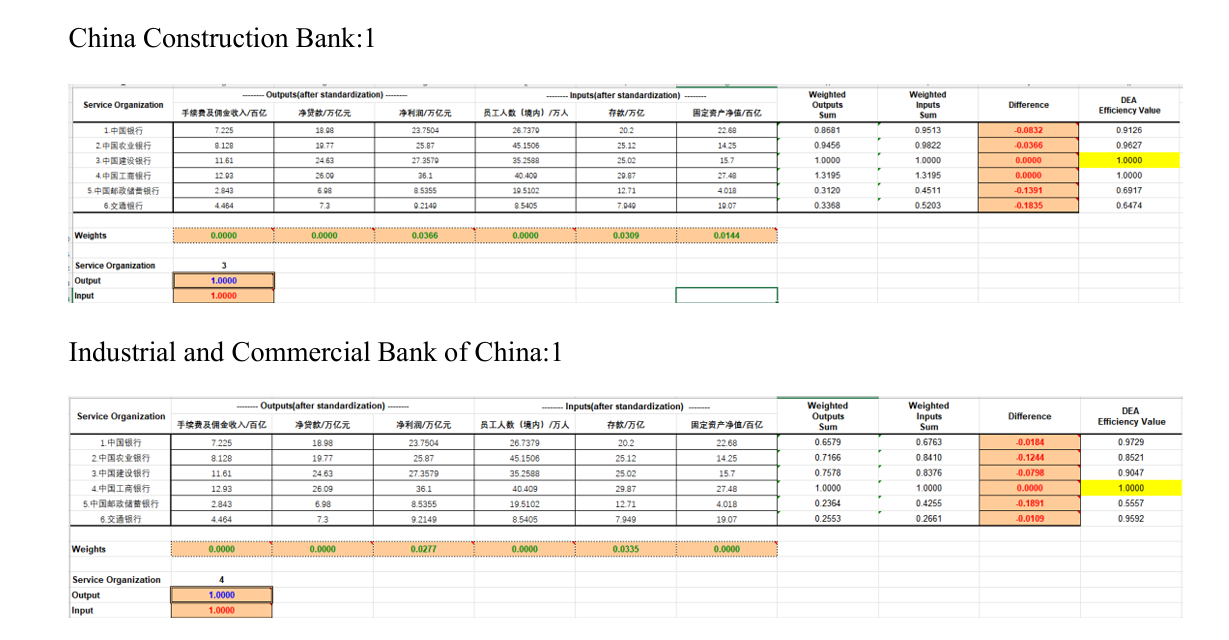 China Construction Bank:1
Service Organization -------- Outputs(after standardization) -------- -------- Inputs(after standardization) -------- Weighted Outputs Sum Weighted Inputs Sum Difference DEA Efficiency Value
手续费及佣金收入/百亿 净贷款/万亿元 净利润/万亿元 员工人数（境内）/万人 存款/万亿 固定资产净值/百亿
1.中国银行 7.225 18.98 23.7504 26.7379 20.2 22.68 0.8681 0.9513 -0.0832 0.9126
2.中国农业银行 8.128 19.77 25.87 45.1506 25.12 14.25 0.9456 0.9822 -0.0366 0.9627
3.中国建设银行 11.61 24.63 27.3579 35.2588 25.02 15.7 1.0000 1.0000 0.0000 1.0000
4.中国工商银行 12.93 26.09 36.1 40.409 29.87 27.48 1.3195 1.3195 0.0000 1.0000
5.中国邮政储蓄银行 2.843 6.98 8.5355 19.5102 12.71 4.018 0.3120 0.4511 -0.1391 0.6917
6.交通银行 4.464 7.3 9.2149 8.5405 7.949 19.07 0.3368 0.5203 -0.1835 0.6474
Weights 0.0000 0.0000 0.0366 0.0000 0.0309 0.0144
Service Organization 3
Output 1.0000
Input 1.0000
Industrial and Commercial Bank of China:1
Service Organization -------- Outputs(after standardization) -------- -------- Inputs(after standardization) -------- Weighted Outputs Sum Weighted Inputs Sum Difference DEA Efficiency Value
手续费及佣金收入/百亿 净贷款/万亿元 净利润/万亿元 员工人数（境内）/万人 存款/万亿 固定资产净值/百亿
1.中国银行 7.225 18.98 23.7504 26.7379 20.2 22.68 0.6579 0.6763 -0.0184 0.9729
2.中国农业银行 8.128 19.77 25.87 45.1506 25.12 14.25 0.7166 0.8410 -0.1244 0.8521
3.中国建设银行 11.61 24.63 27.3579 35.2588 25.02 15.7 0.7578 0.8376 -0.0798 0.9047
4.中国工商银行 12.93 26.09 36.1 40.409 29.87 27.48 1.0000 1.0000 0.0000 1.0000
5.中国邮政储蓄银行 2.843 6.98 8.5355 19.5102 12.71 4.018 0.2364 0.4255 -0.1891 0.5557
6.交通银行 4.464 7.3 9.2149 8.5405 7.949 19.07 0.2553 0.2661 -0.0109 0.9592
Weights 0.0000 0.0000 0.0277 0.0000 0.0335 0.0000
Service Organization 4
Output 1.0000
Input 1.0000